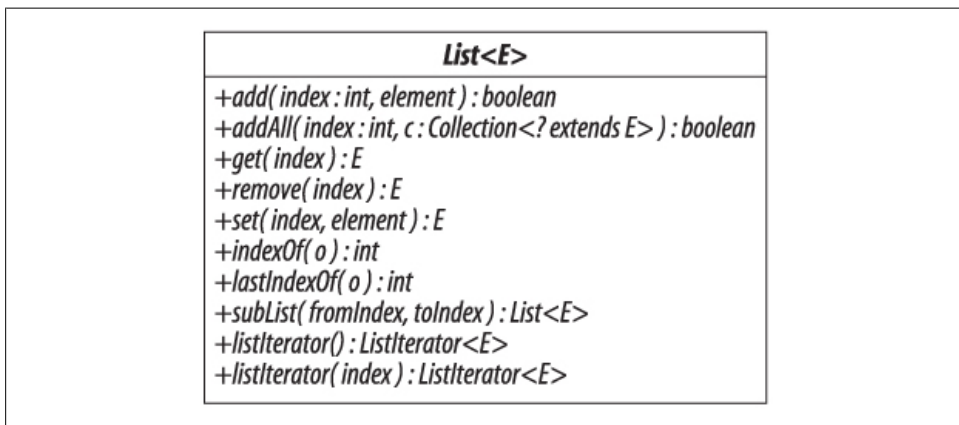 List<E>
+add( index : int, element ) : boolean
+addAll( index : int, c : Collection<? extends E> ) : boolean
+get( index ) : E
+remove( index ) : E
+set( index, element ) : E
+indexOf( o ) : int
+lastIndexOf( o ) : int
+subList( fromIndex, toIndex ) : List<E>
+listIterator() : ListIterator<E>
+listIterator( index ) : ListIterator<E>